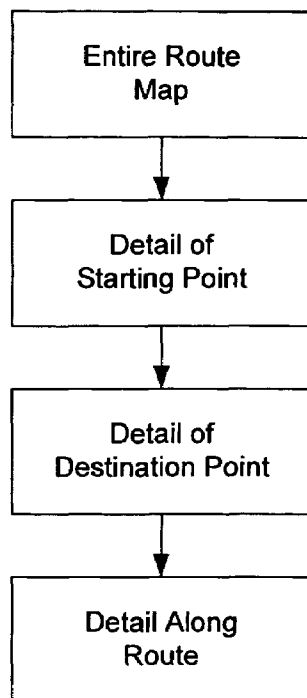 Entire Route
Map
Detail of
Starting Point
Detail of
Destination Point
Detail Along
Route